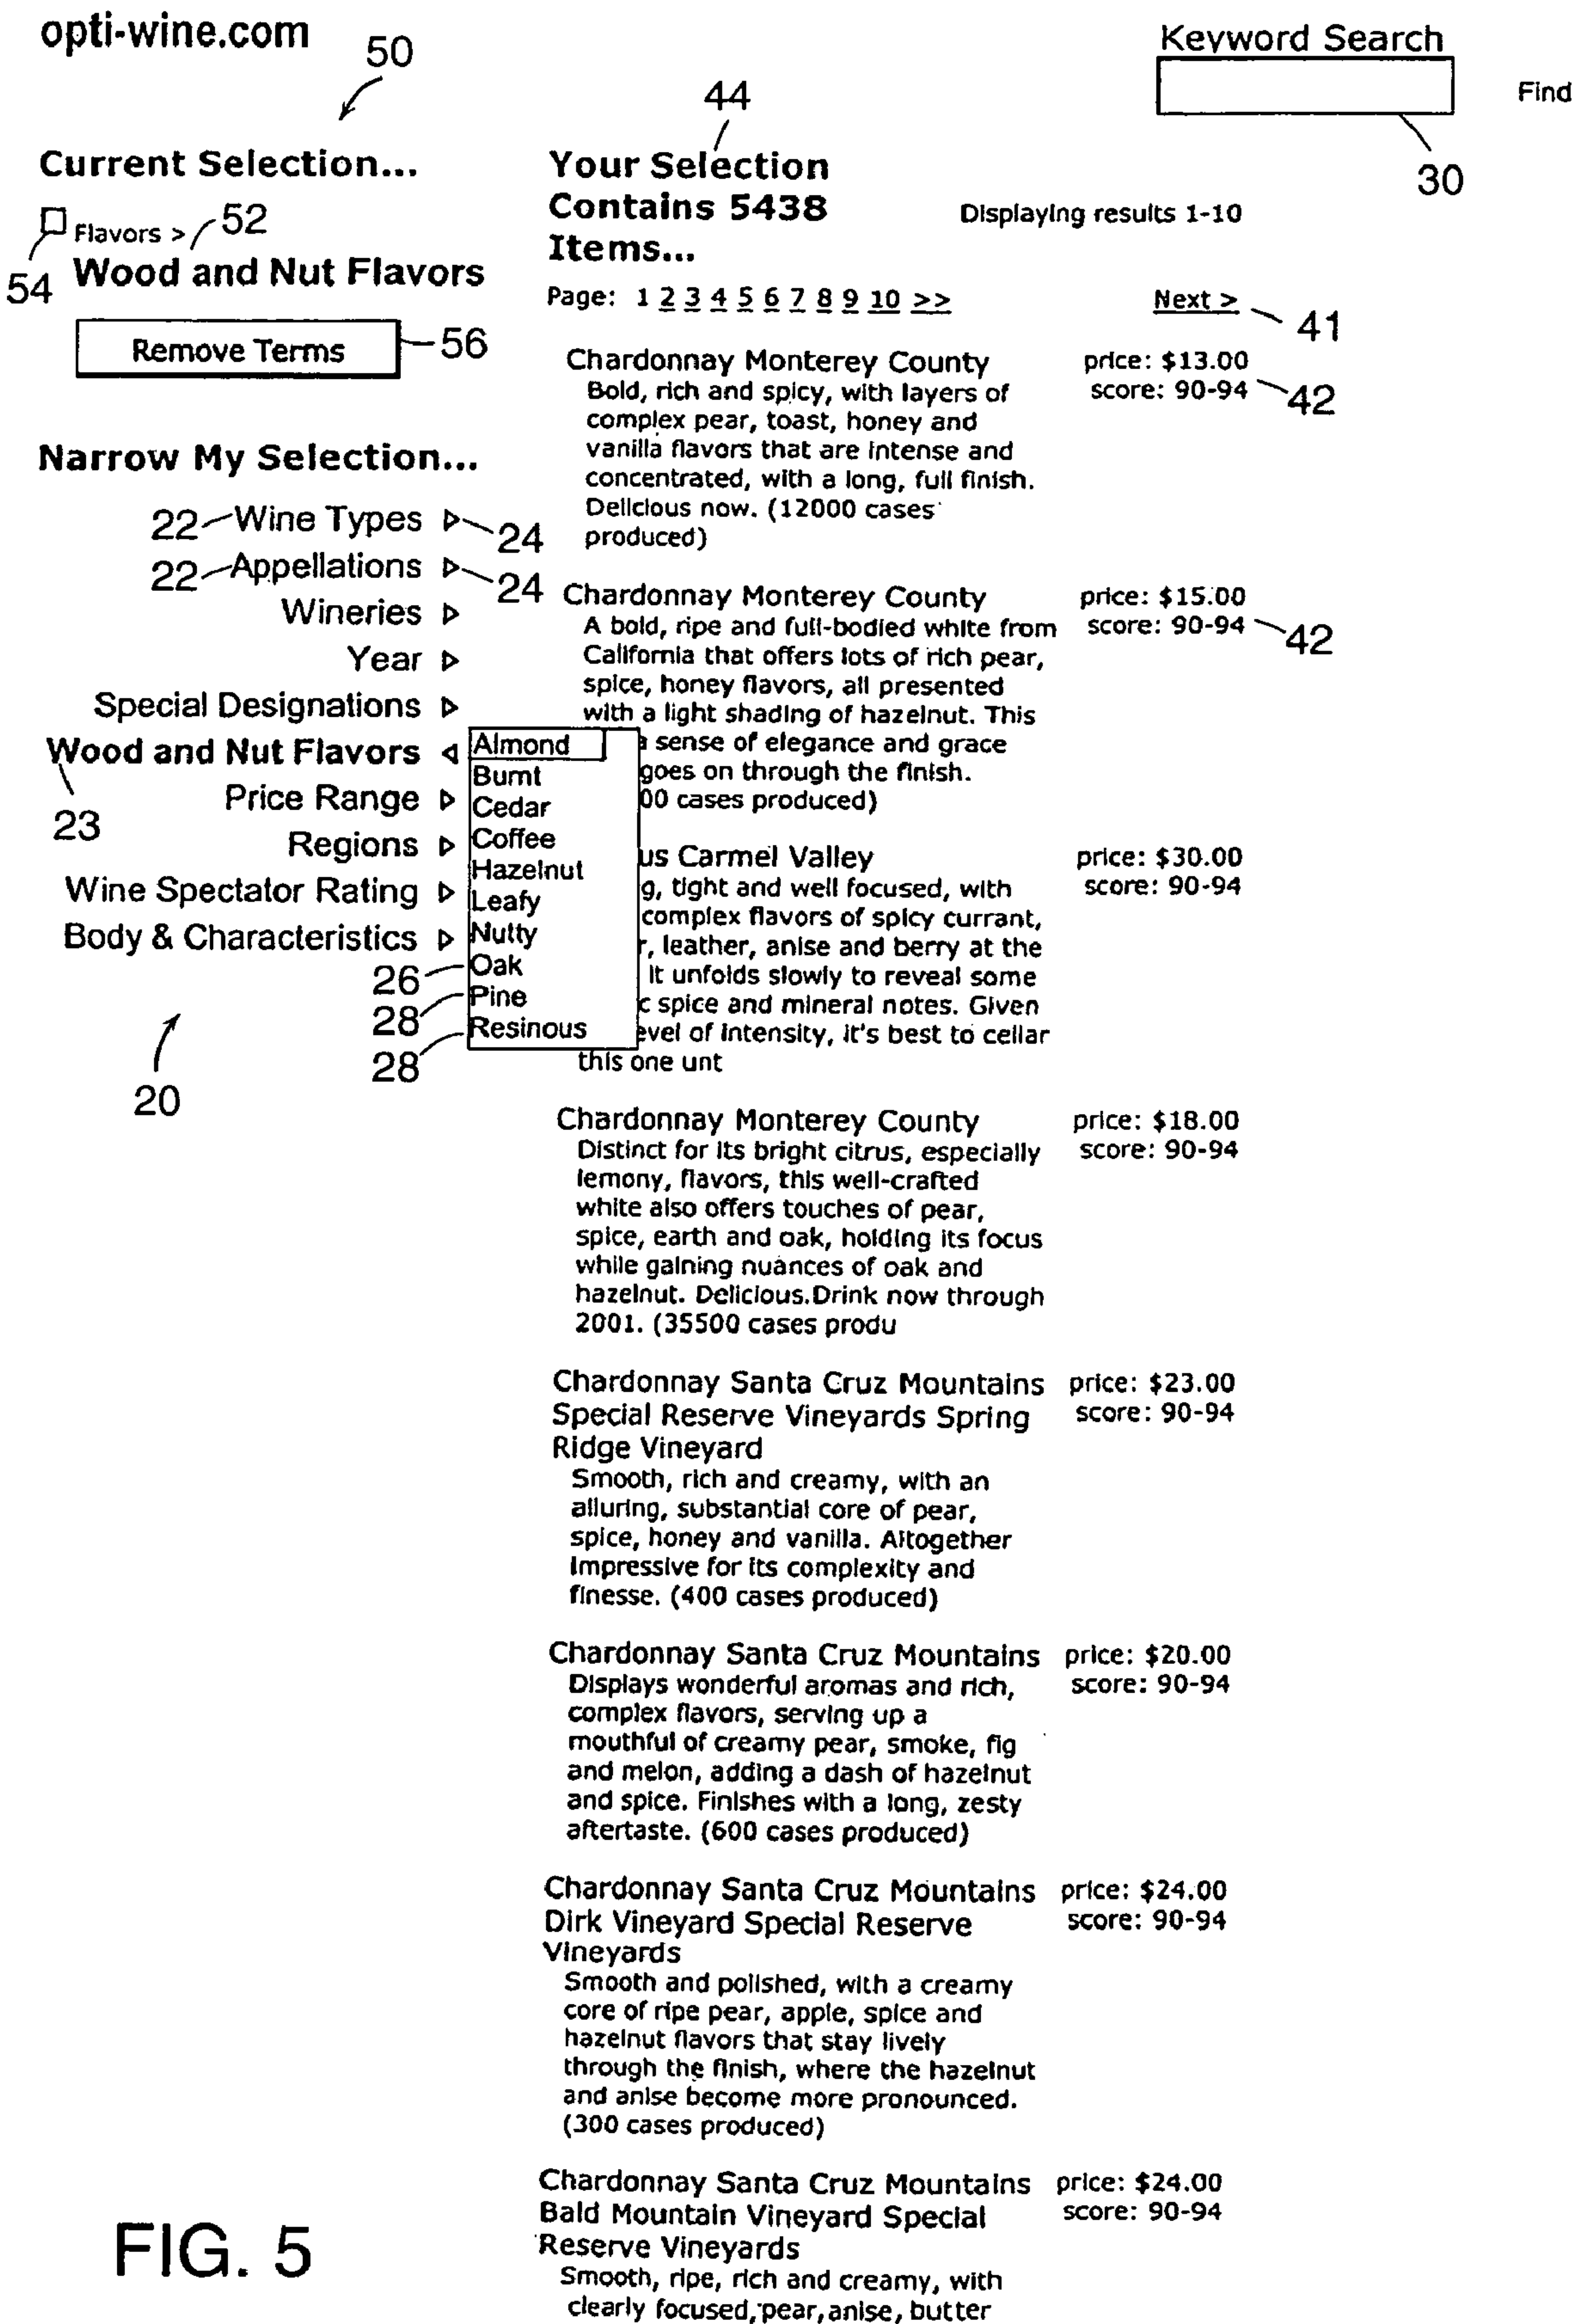 opti-wine.com
50
Keyword Search
Find
30
Current Selection...
54
Flavors >
52
Wood and Nut Flavors
Remove Terms
56
Narrow My Selection...
22 Wine Types 24
22 Appellations 24
Wineries
Year
Special Designations
Wood and Nut Flavors
23
Price Range
Regions
Wine Spectator Rating
Body & Characteristics
20
Almond
Burnt
Cedar
Coffee
Hazelnut
Leafy
Nutty
26 Oak
28 Pine
28 Resinous
44
Your Selection
Contains 5438
Items...
Displaying results 1-10
Page: 1 2 3 4 5 6 7 8 9 10 >>
Next >
41
Chardonnay Monterey County
price: $13.00
score: 90-94
42
Bold, rich and spicy, with layers of
complex pear, toast, honey and
vanilla flavors that are intense and
concentrated, with a long, full finish.
Delicious now. (12000 cases
produced)
Chardonnay Monterey County
price: $15.00
score: 90-94
42
A bold, ripe and full-bodied white from
California that offers lots of rich pear,
spice, honey flavors, all presented
with a light shading of hazelnut. This
a sense of elegance and grace
goes on through the finish.
00 cases produced)
us Carmel Valley
price: $30.00
score: 90-94
g, tight and well focused, with
complex flavors of spicy currant,
r, leather, anise and berry at the
It unfolds slowly to reveal some
c spice and mineral notes. Given
evel of intensity, it's best to cellar
this one unt
Chardonnay Monterey County
price: $18.00
score: 90-94
Distinct for its bright citrus, especially
lemony, flavors, this well-crafted
white also offers touches of pear,
spice, earth and oak, holding its focus
while gaining nuances of oak and
hazelnut. Delicious.Drink now through
2001. (35500 cases produ
Chardonnay Santa Cruz Mountains
Special Reserve Vineyards Spring
Ridge Vineyard
price: $23.00
score: 90-94
Smooth, rich and creamy, with an
alluring, substantial core of pear,
spice, honey and vanilla. Altogether
impressive for its complexity and
finesse. (400 cases produced)
Chardonnay Santa Cruz Mountains
price: $20.00
score: 90-94
Displays wonderful aromas and rich,
complex flavors, serving up a
mouthful of creamy pear, smoke, fig
and melon, adding a dash of hazelnut
and spice. Finishes with a long, zesty
aftertaste. (600 cases produced)
Chardonnay Santa Cruz Mountains
Dirk Vineyard Special Reserve
Vineyards
price: $24.00
score: 90-94
Smooth and polished, with a creamy
core of ripe pear, apple, spice and
hazelnut flavors that stay lively
through the finish, where the hazelnut
and anise become more pronounced.
(300 cases produced)
Chardonnay Santa Cruz Mountains
Bald Mountain Vineyard Special
Reserve Vineyards
price: $24.00
score: 90-94
Smooth, ripe, rich and creamy, with
clearly focused, pear, anise, butter
FIG. 5